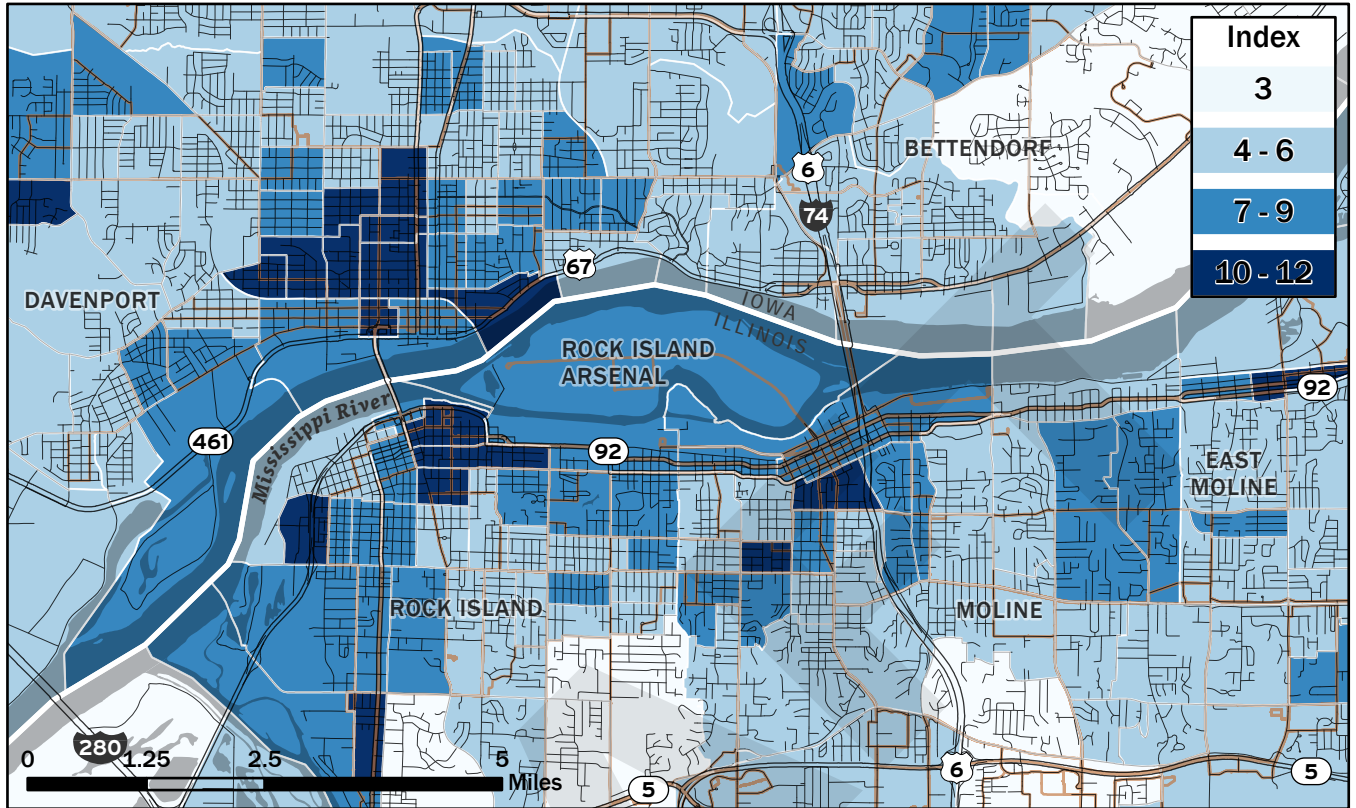 Index
3
4 - 6
7 - 9
10 - 12
BETTENDORF
6
74
67
DAVENPORT
IOWA
ILLINOIS
ROCK ISLAND
ARSENAL
92
Mississippi River
461
92
EAST
MOLINE
ROCK ISLAND
MOLINE
280
0
1.25
2.5
5
Miles
5
6
5